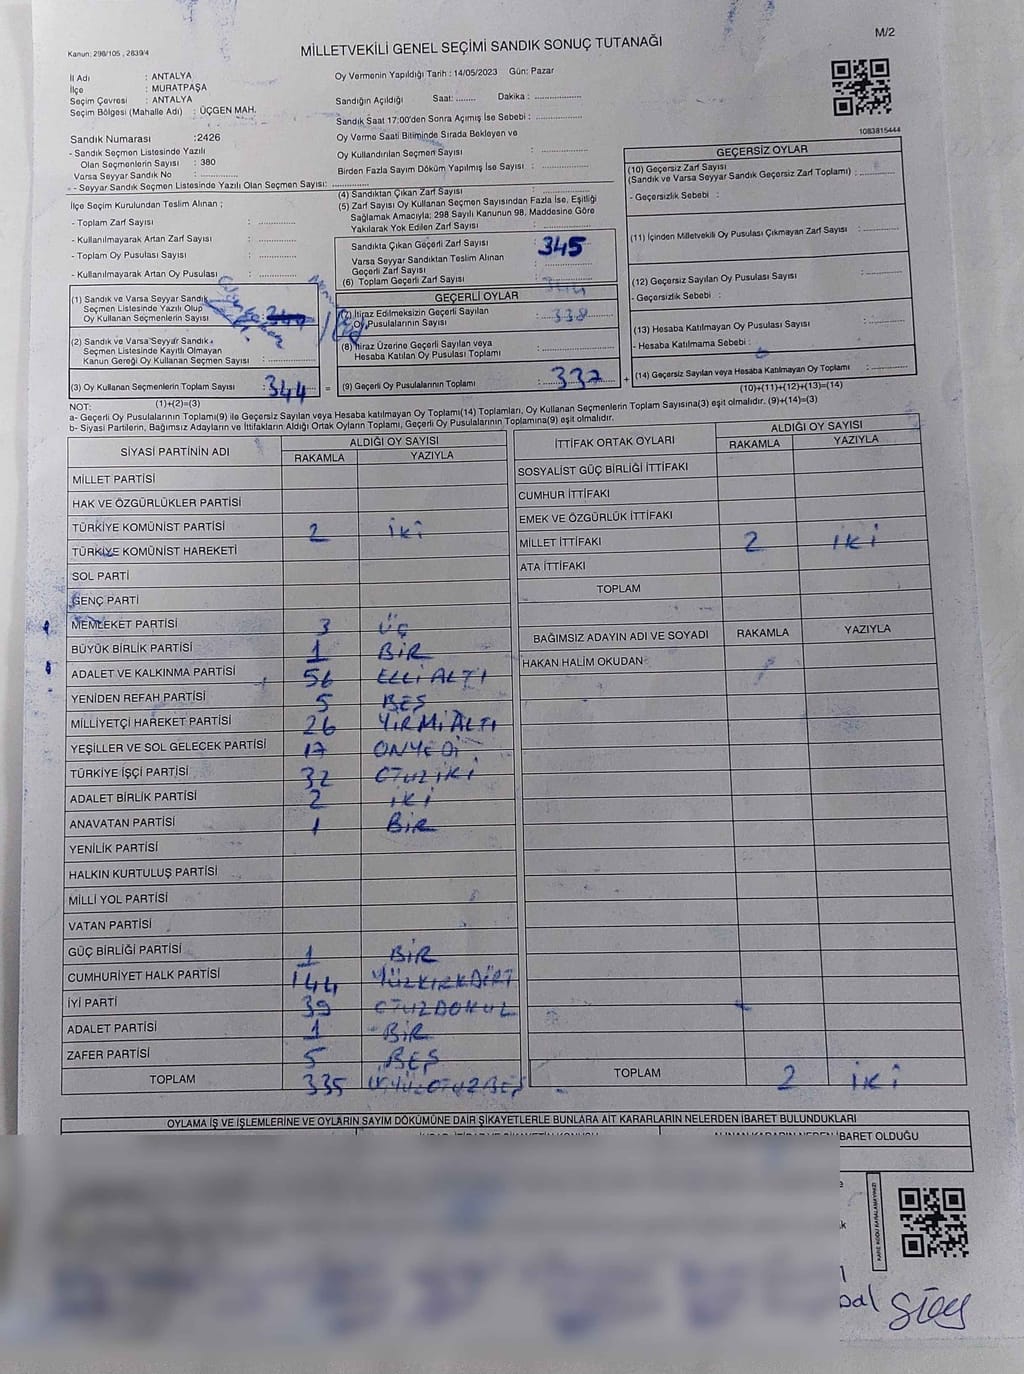 M/2
Kanun: 298/105 , 2839/4
MİLLETVEKİLİ GENEL SEÇİMİ SANDIK SONUÇ TUTANAĞI
İl Adı : ANTALYA
İlçe : MURATPAŞA
Seçim Çevresi : ANTALYA
Seçim Bölgesi (Mahalle Adı) : ÜÇGEN MAH.
Oy Vermenin Yapıldığı Tarih : 14/05/2023 Gün: Pazar
Sandığın Açıldığı Saat: ........ Dakika : ................
Sandık Saat 17:00'den Sonra Açımış İse Sebebi : ................
Oy Verme Saati Bitiminde Sırada Bekleyen ve
Oy Kullandırılan Seçmen Sayısı : ................
Birden Fazla Sayım Döküm Yapılmış İse Sayısı : ................
1083815444
Sandık Numarası :2426
- Sandık Seçmen Listesinde Yazılı
Olan Seçmenlerin Sayısı : 380
Varsa Seyyar Sandık No : ................
- - Seyyar Sandık Seçmen Listesinde Yazılı Olan Seçmen Sayısı: ................
İlçe Seçim Kurulundan Teslim Alınan ;
- Toplam Zarf Sayısı : ................
- Kullanılmayarak Artan Zarf Sayısı : ................
- Toplam Oy Pusulası Sayısı : ................
- Kullanılmayarak Artan Oy Pusulası : ................
(4) Sandıktan Çıkan Zarf Sayısı : ................
(5) Zarf Sayısı Oy Kullanan Seçmen Sayısından Fazla İse, Eşitliği
Sağlamak Amacıyla; 298 Sayılı Kanunun 98. Maddesine Göre
Yakılarak Yok Edilen Zarf Sayısı : ................
Sandıkta Çıkan Geçerli Zarf Sayısı : 345
Varsa Seyyar Sandıktan Teslim Alınan
Geçerli Zarf Sayısı : ................
(6) Toplam Geçerli Zarf Sayısı : 344
GEÇERSİZ OYLAR
(10) Geçersiz Zarf Sayısı
(Sandık ve Varsa Seyyar Sandık Geçersiz Zarf Toplamı) : ................
- Geçersizlik Sebebi :
(11) İçinden Milletvekili Oy Pusulası Çıkmayan Zarf Sayısı : ................
(12) Geçersiz Sayılan Oy Pusulası Sayısı : ................
- Geçersizlik Sebebi :
(13) Hesaba Katılmayan Oy Pusulası Sayısı : ................
- Hesaba Katılmama Sebebi :
(14) Geçersiz Sayılan veya Hesaba Katılmayan Oy Toplamı : ................
(10)+(11)+(12)+(13)=(14)
(1) Sandık ve Varsa Seyyar Sandık
Seçmen Listesinde Yazılı Olup
Oy Kullanan Seçmenlerin Sayısı : 344
(2) Sandık ve Varsa Seyyar Sandık
Seçmen Listesinde Kayıtlı Olmayan
Kanun Gereği Oy Kullanan Seçmen Sayısı : ................
(3) Oy Kullanan Seçmenlerin Toplam Sayısı : 344 =
(1)+(2)=(3)
GEÇERLİ OYLAR
(7) İtiraz Edilmeksizin Geçerli Sayılan
Oy Pusulalarının Sayısı : 338
(8) İtiraz Üzerine Geçerli Sayılan veya
Hesaba Katılan Oy Pusulası Toplamı : ................
(9) Geçerli Oy Pusulalarının Toplamı : 337 +
NOT:
a- Geçerli Oy Pusulalarının Toplamı(9) ile Geçersiz Sayılan veya Hesaba katılmayan Oy Toplamı(14) Toplamları, Oy Kullanan Seçmenlerin Toplam Sayısına(3) eşit olmalıdır. (9)+(14)=(3)
b- Siyasi Partilerin, Bağımsız Adayların ve İttifakların Aldığı Ortak Oyların Toplamı, Geçerli Oy Pusulalarının Toplamına(9) eşit olmalıdır.
SİYASİ PARTİNİN ADI ALDIĞI OY SAYISI
RAKAMLA YAZIYLA
MİLLET PARTİSİ
HAK VE ÖZGÜRLÜKLER PARTİSİ
TÜRKİYE KOMÜNİST PARTİSİ 2 İki
TÜRKİYE KOMÜNİST HAREKETİ
SOL PARTİ
GENÇ PARTİ
MEMLEKET PARTİSİ 3 ÜÇ
BÜYÜK BİRLİK PARTİSİ 1 BİR
ADALET VE KALKINMA PARTİSİ 56 ELLİ ALTI
YENİDEN REFAH PARTİSİ 5 BEŞ
MİLLİYETÇİ HAREKET PARTİSİ 26 YİRMİ ALTI
YEŞİLLER VE SOL GELECEK PARTİSİ 17 ONYEDİ
TÜRKİYE İŞÇİ PARTİSİ 32 OTUZ İKİ
ADALET BİRLİK PARTİSİ 2 İKİ
ANAVATAN PARTİSİ 1 BİR
YENİLİK PARTİSİ
HALKIN KURTULUŞ PARTİSİ
MİLLİ YOL PARTİSİ
VATAN PARTİSİ
GÜÇ BİRLİĞİ PARTİSİ 1 BİR
CUMHURİYET HALK PARTİSİ 144 YÜZKIRKDÖRT
İYİ PARTİ 39 OTUZDOKUZ
ADALET PARTİSİ 1 BİR
ZAFER PARTİSİ 5 BEŞ
TOPLAM 335 ÜÇYÜZOTUZBEŞ
İTTİFAK ORTAK OYLARI ALDIĞI OY SAYISI
RAKAMLA YAZIYLA
SOSYALİST GÜÇ BİRLİĞİ İTTİFAKI
CUMHUR İTTİFAKI
EMEK VE ÖZGÜRLÜK İTTİFAKI
MİLLET İTTİFAKI 2 İKİ
ATA İTTİFAKI
TOPLAM
BAĞIMSIZ ADAYIN ADI VE SOYADI RAKAMLA YAZIYLA
HAKAN HALİM OKUDAN
TOPLAM 2 İKİ
OYLAMA İŞ VE İŞLEMLERİNE VE OYLARIN SAYIM DÖKÜMÜNE DAİR ŞİKAYETLERLE BUNLARA AİT KARARLARIN NELERDEN İBARET BULUNDUKLARI
İBARET OLDUĞU
KARE KODU KARALAMAYINIZ!